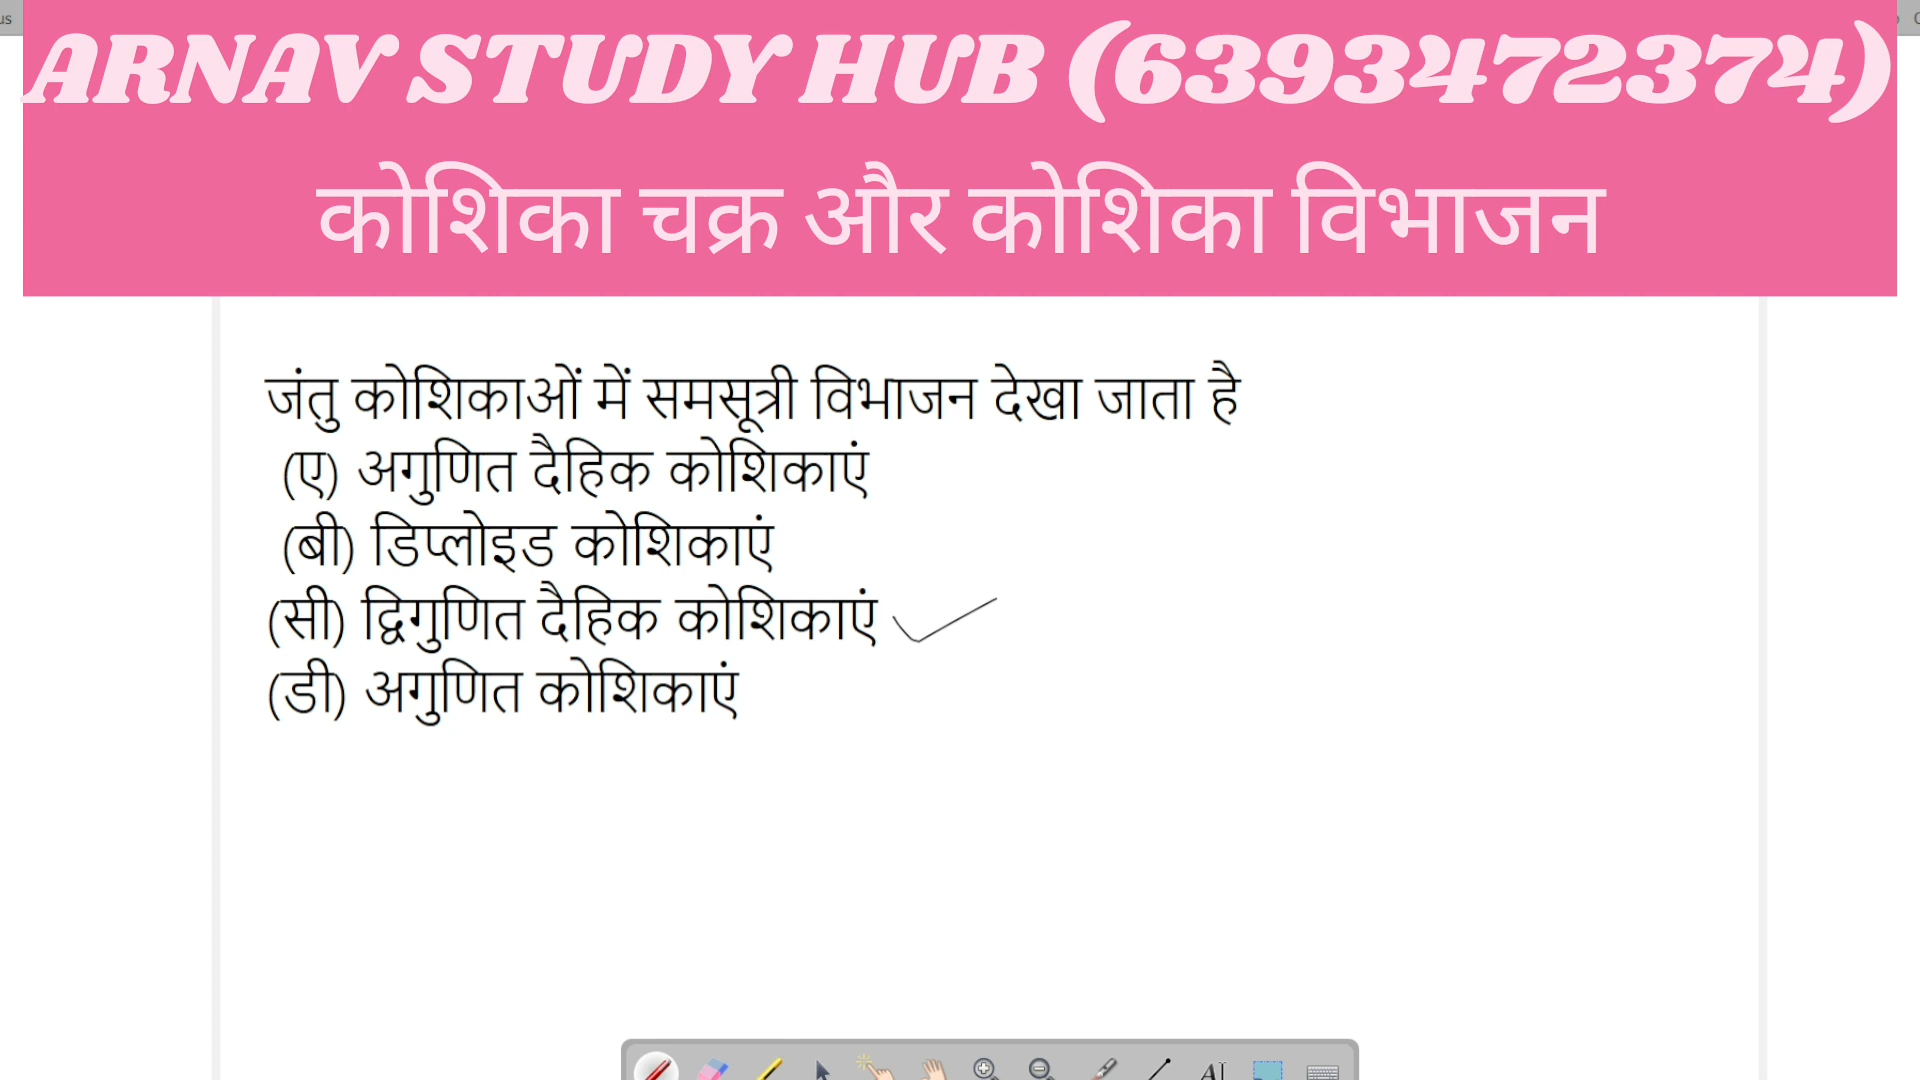 ARNAV STUDY HUB (6393472374)
कोशिका चक्र और कोशिका विभाजन
जंतु कोशिकाओं में समसूत्री विभाजन देखा जाता है
(ए) अगुणित दैहिक कोशिकाएं
(बी) डिप्लोइड कोशिकाएं
(सी) द्विगुणित दैहिक कोशिकाएं
(डी) अगुणित कोशिकाएं